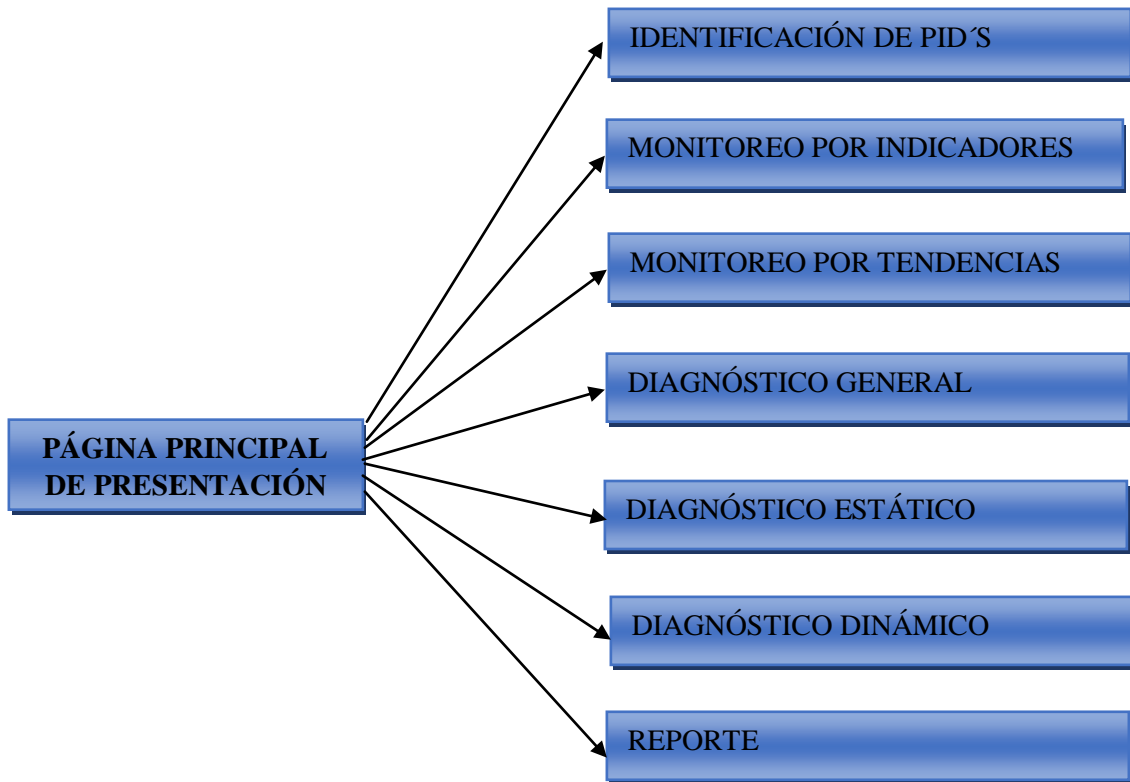 IDENTIFICACIÓN DE PID´S
MONITOREO POR INDICADORES
MONITOREO POR TENDENCIAS
DIAGNÓSTICO GENERAL
PÁGINA PRINCIPAL
DE PRESENTACIÓN
DIAGNÓSTICO ESTÁTICO
DIAGNÓSTICO DINÁMICO
REPORTE